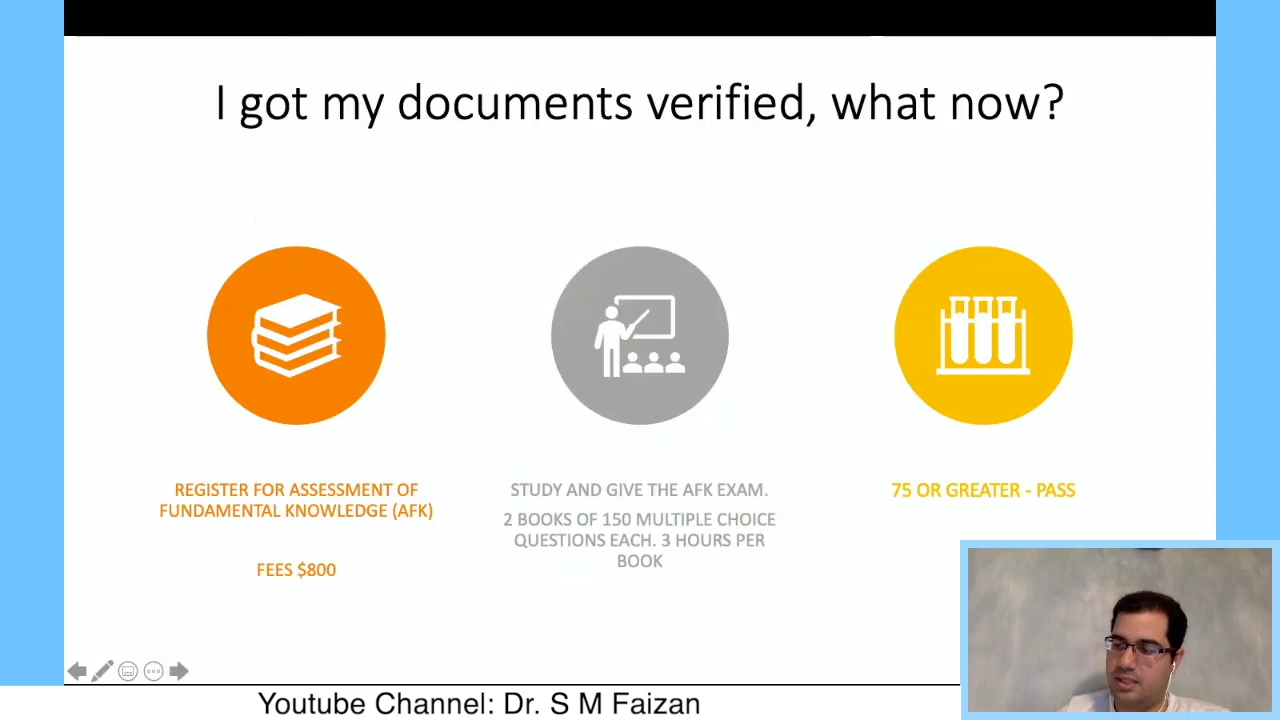 I got my documents verified, what now?
REGISTER FOR ASSESSMENT OF
FUNDAMENTAL KNOWLEDGE (AFK)
FEES $800
STUDY AND GIVE THE AFK EXAM.
2 BOOKS OF 150 MULTIPLE CHOICE
QUESTIONS EACH. 3 HOURS PER
BOOK
75 OR GREATER - PASS
Youtube Channel: Dr. S M Faizan